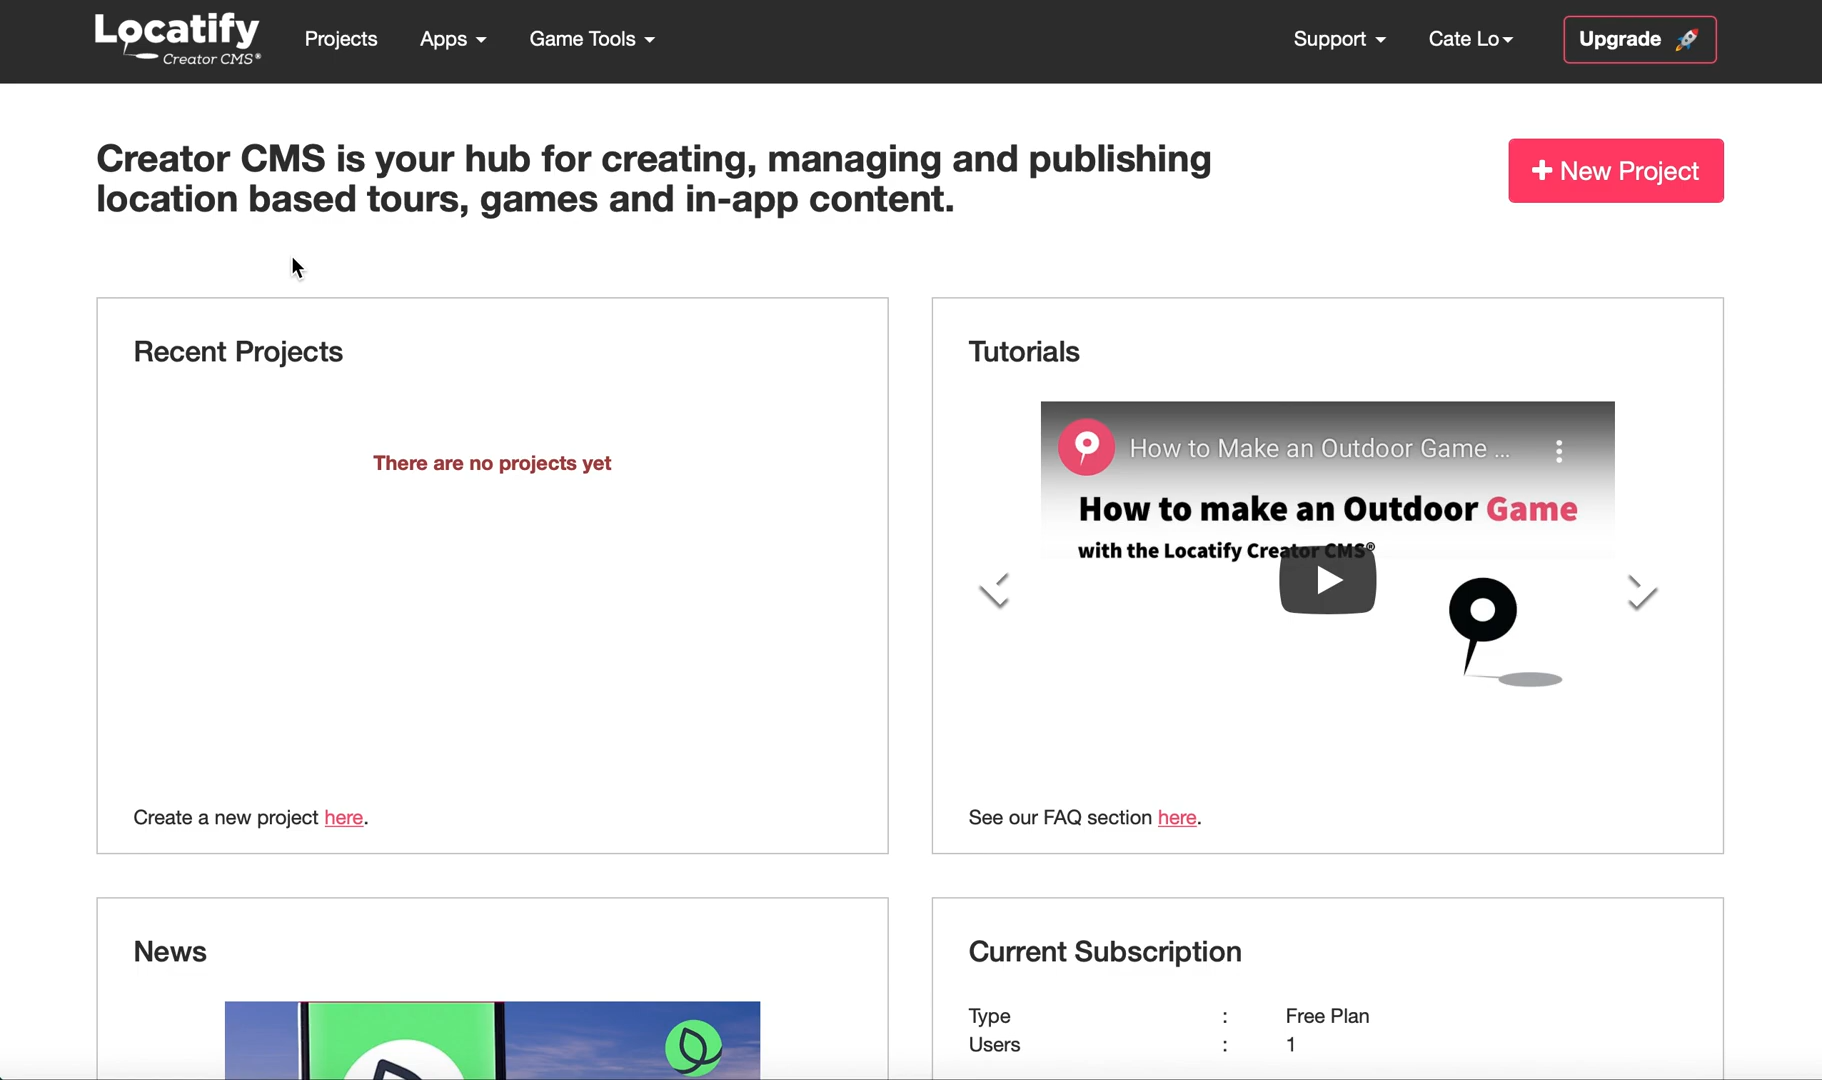 Locatify
Creator CMS®
Projects
Apps
Game Tools
Support
Cate Lo
Upgrade
Creator CMS is your hub for creating, managing and publishing
location based tours, games and in-app content.
+ New Project
Recent Projects
There are no projects yet
Create a new project here.
Tutorials
How to Make an Outdoor Game ...
How to make an Outdoor Game
with the Locatify Creator CMS®
See our FAQ section here.
News
Current Subscription
Type : Free Plan
Users : 1